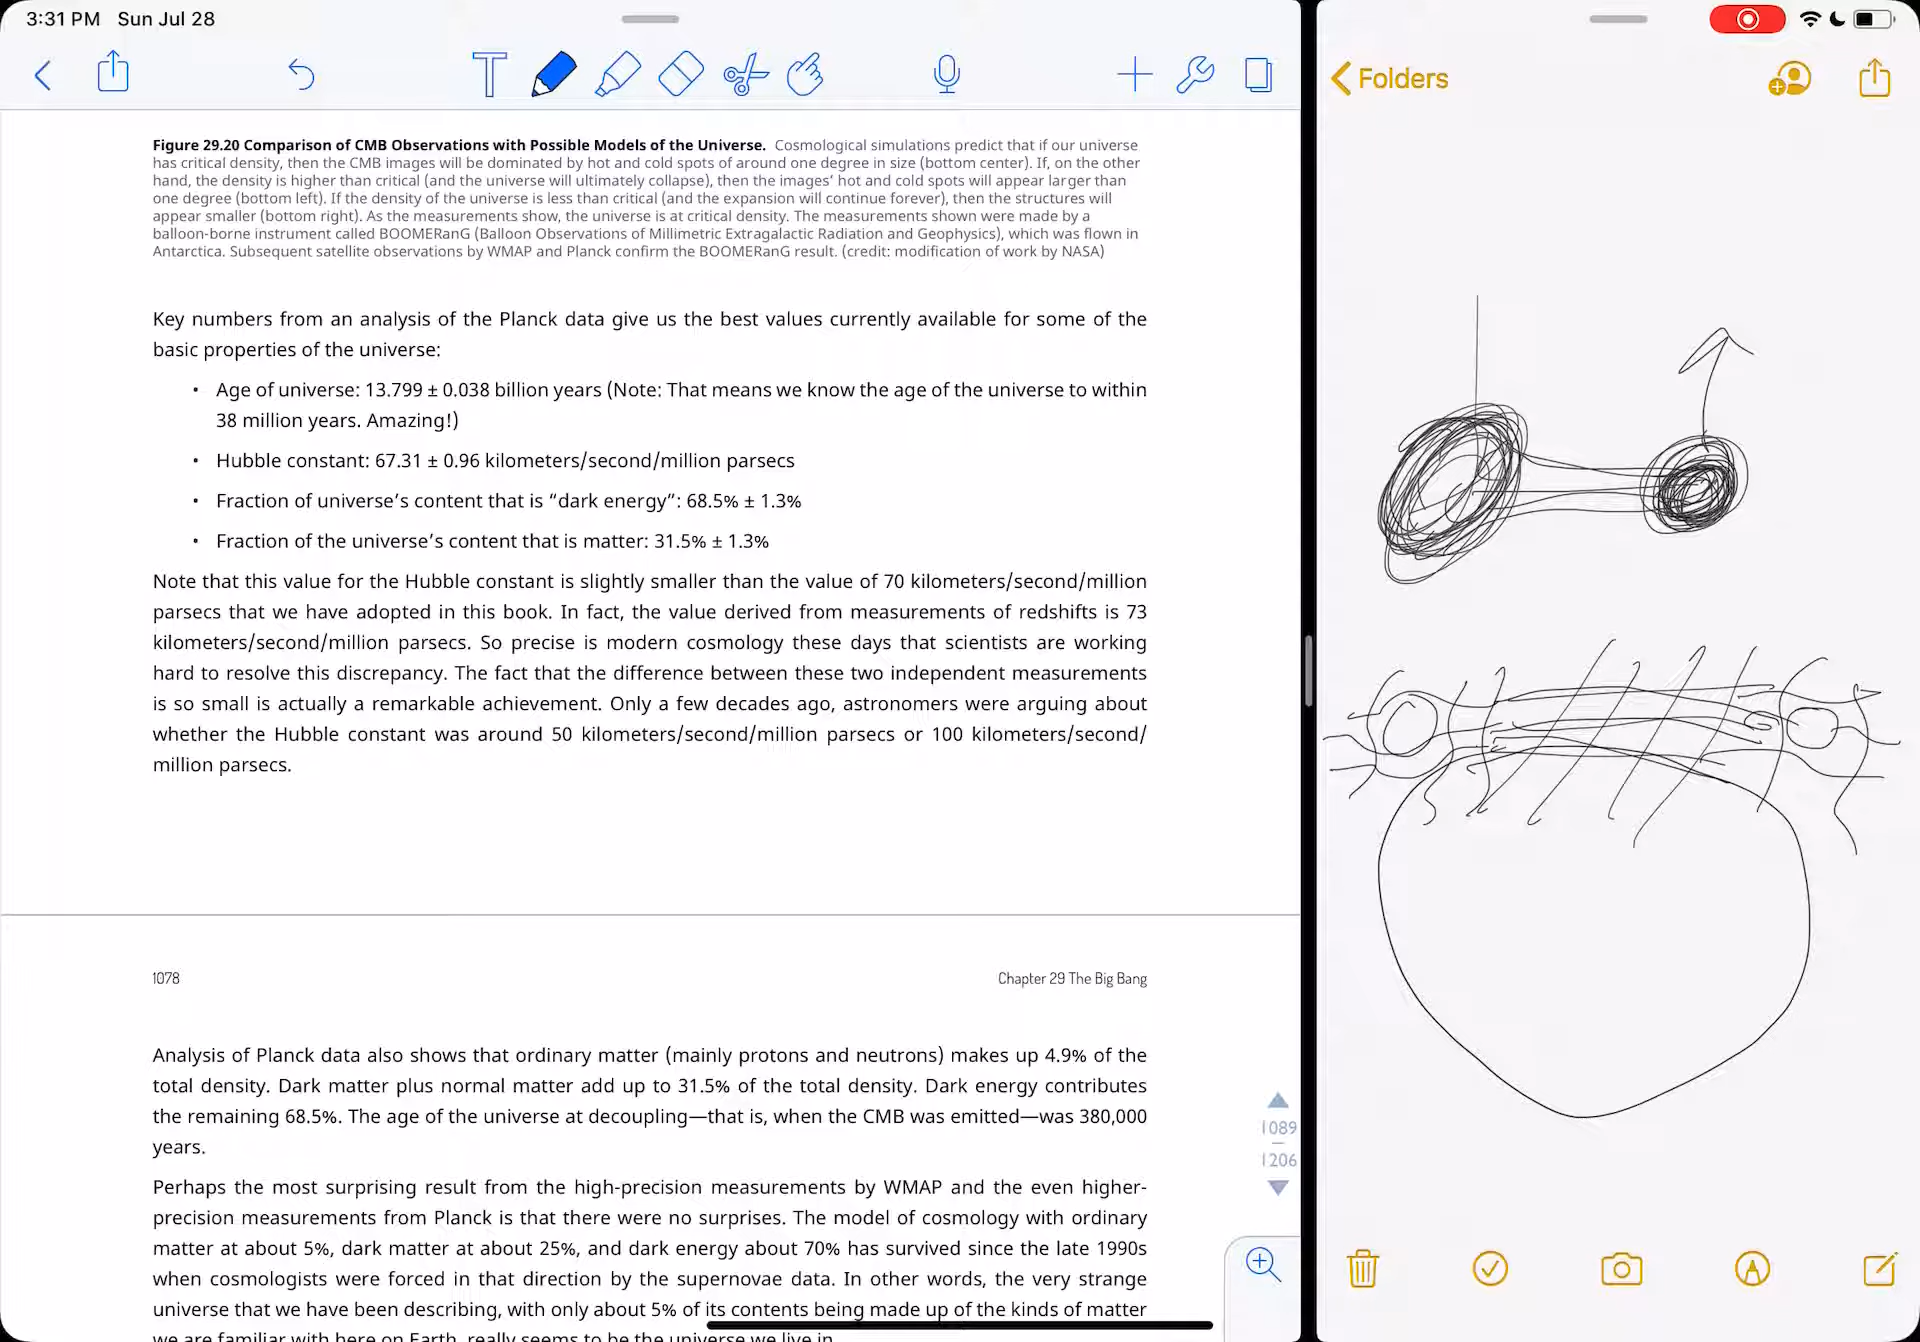 3:31 PM Sun Jul 28
Folders
Figure 29.20 Comparison of CMB Observations with Possible Models of the Universe. Cosmological simulations predict that if our universe
has critical density, then the CMB images will be dominated by hot and cold spots of around one degree in size (bottom center). If, on the other
hand, the density is higher than critical (and the universe will ultimately collapse), then the images’ hot and cold spots will appear larger than
one degree (bottom left). If the density of the universe is less than critical (and the expansion will continue forever), then the structures will
appear smaller (bottom right). As the measurements show, the universe is at critical density. The measurements shown were made by a
balloon-borne instrument called BOOMERanG (Balloon Observations of Millimetric Extragalactic Radiation and Geophysics), which was flown in
Antarctica. Subsequent satellite observations by WMAP and Planck confirm the BOOMERanG result. (credit: modification of work by NASA)
Key numbers from an analysis of the Planck data give us the best values currently available for some of the
basic properties of the universe:
• Age of universe: 13.799 ± 0.038 billion years (Note: That means we know the age of the universe to within
38 million years. Amazing!)
• Hubble constant: 67.31 ± 0.96 kilometers/second/million parsecs
• Fraction of universe’s content that is “dark energy”: 68.5% ± 1.3%
• Fraction of the universe’s content that is matter: 31.5% ± 1.3%
Note that this value for the Hubble constant is slightly smaller than the value of 70 kilometers/second/million
parsecs that we have adopted in this book. In fact, the value derived from measurements of redshifts is 73
kilometers/second/million parsecs. So precise is modern cosmology these days that scientists are working
hard to resolve this discrepancy. The fact that the difference between these two independent measurements
is so small is actually a remarkable achievement. Only a few decades ago, astronomers were arguing about
whether the Hubble constant was around 50 kilometers/second/million parsecs or 100 kilometers/second/
million parsecs.
1078 Chapter 29 The Big Bang
Analysis of Planck data also shows that ordinary matter (mainly protons and neutrons) makes up 4.9% of the
total density. Dark matter plus normal matter add up to 31.5% of the total density. Dark energy contributes
the remaining 68.5%. The age of the universe at decoupling—that is, when the CMB was emitted—was 380,000
years.
Perhaps the most surprising result from the high-precision measurements by WMAP and the even higher-
precision measurements from Planck is that there were no surprises. The model of cosmology with ordinary
matter at about 5%, dark matter at about 25%, and dark energy about 70% has survived since the late 1990s
when cosmologists were forced in that direction by the supernovae data. In other words, the very strange
universe that we have been describing, with only about 5% of its contents being made up of the kinds of matter
we are familiar with here on Earth, really seems to be the universe we live in.
1089
1206